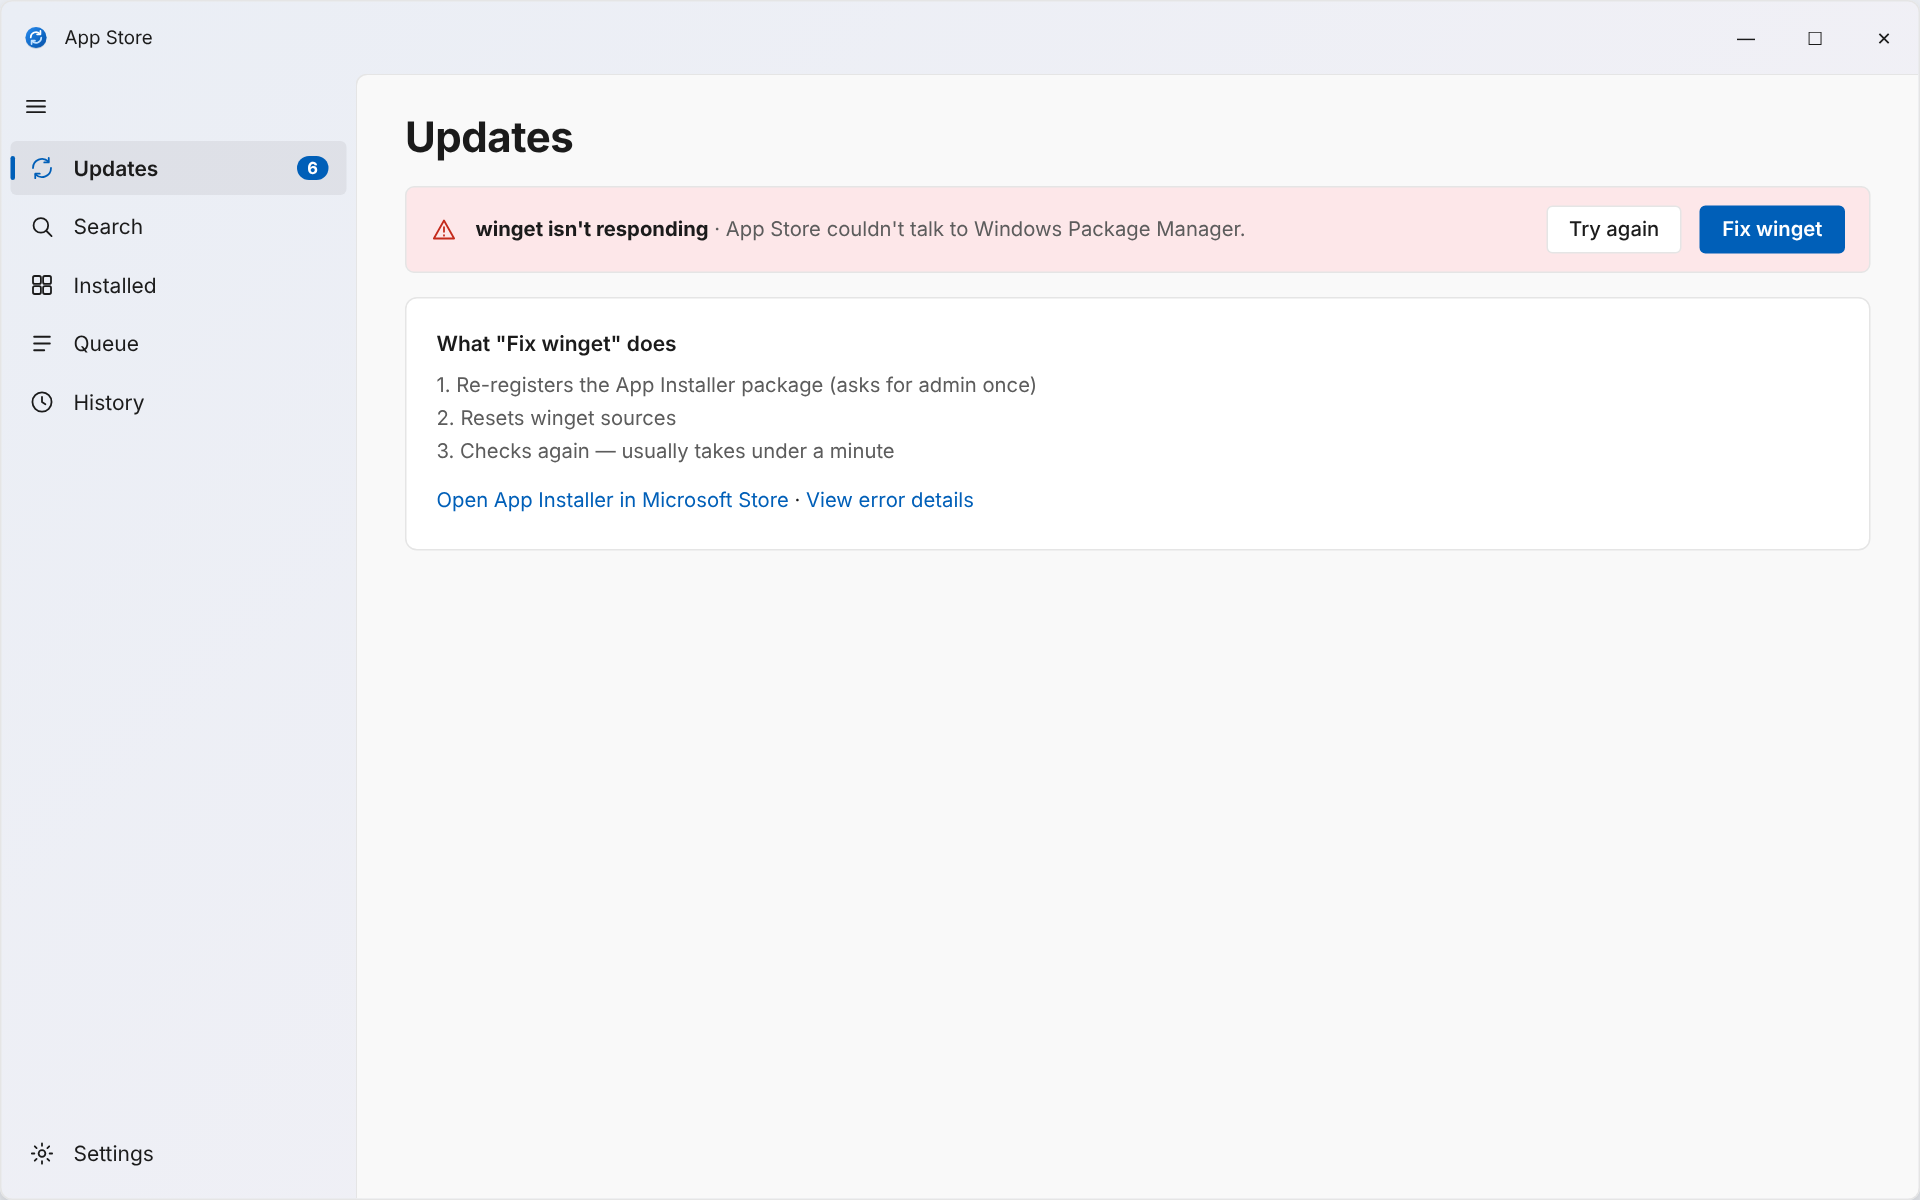 App Store
Updates 6
Search
Installed
Queue
History
Settings
Updates
winget isn't responding · App Store couldn't talk to Windows Package Manager.
Try again
Fix winget
What "Fix winget" does
1. Re-registers the App Installer package (asks for admin once)
2. Resets winget sources
3. Checks again — usually takes under a minute
Open App Installer in Microsoft Store · View error details